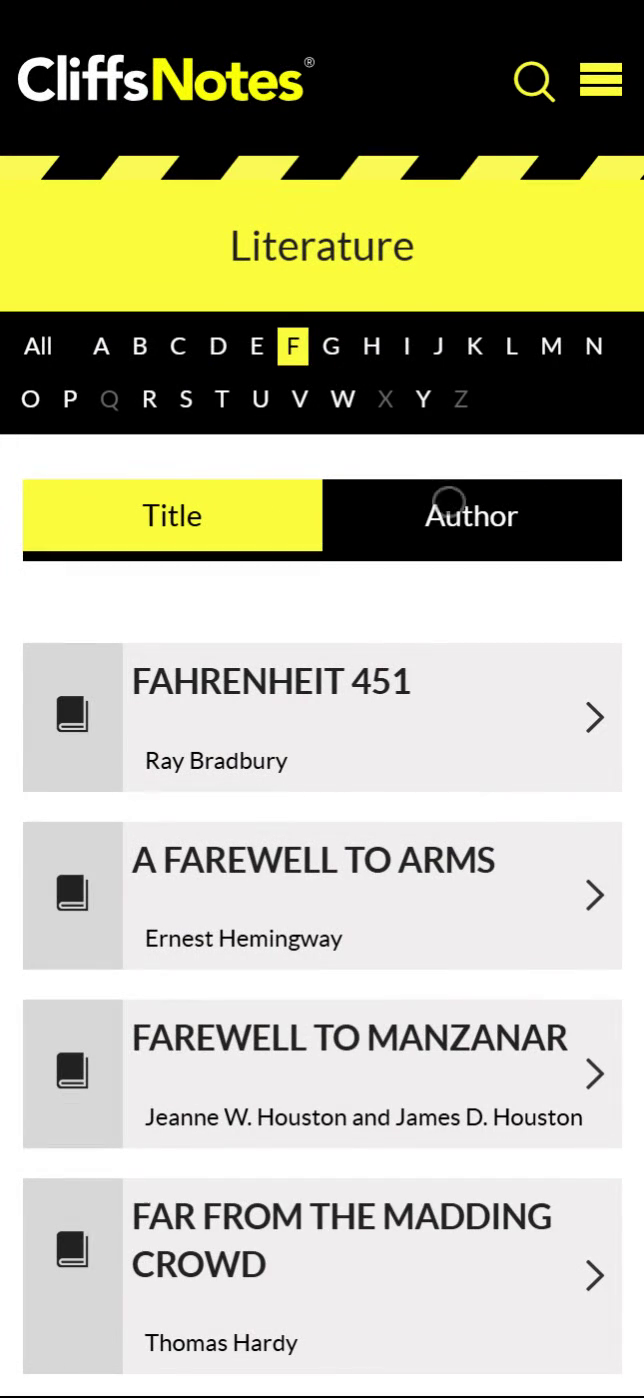 CliffsNotes®
Literature
All A B C D E F G H I J K L M N
O P Q R S T U V W X Y Z
Title Author
FAHRENHEIT 451
Ray Bradbury
A FAREWELL TO ARMS
Ernest Hemingway
FAREWELL TO MANZANAR
Jeanne W. Houston and James D. Houston
FAR FROM THE MADDING
CROWD
Thomas Hardy